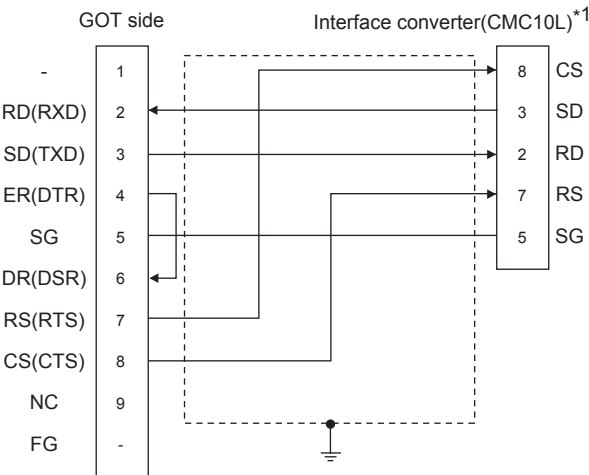 GOT side
Interface converter(CMC10L)*1
- 1 8 CS
RD(RXD) 2 3 SD
SD(TXD) 3 2 RD
ER(DTR) 4 7 RS
SG 5 5 SG
DR(DSR) 6
RS(RTS) 7
CS(CTS) 8
NC 9
FG -